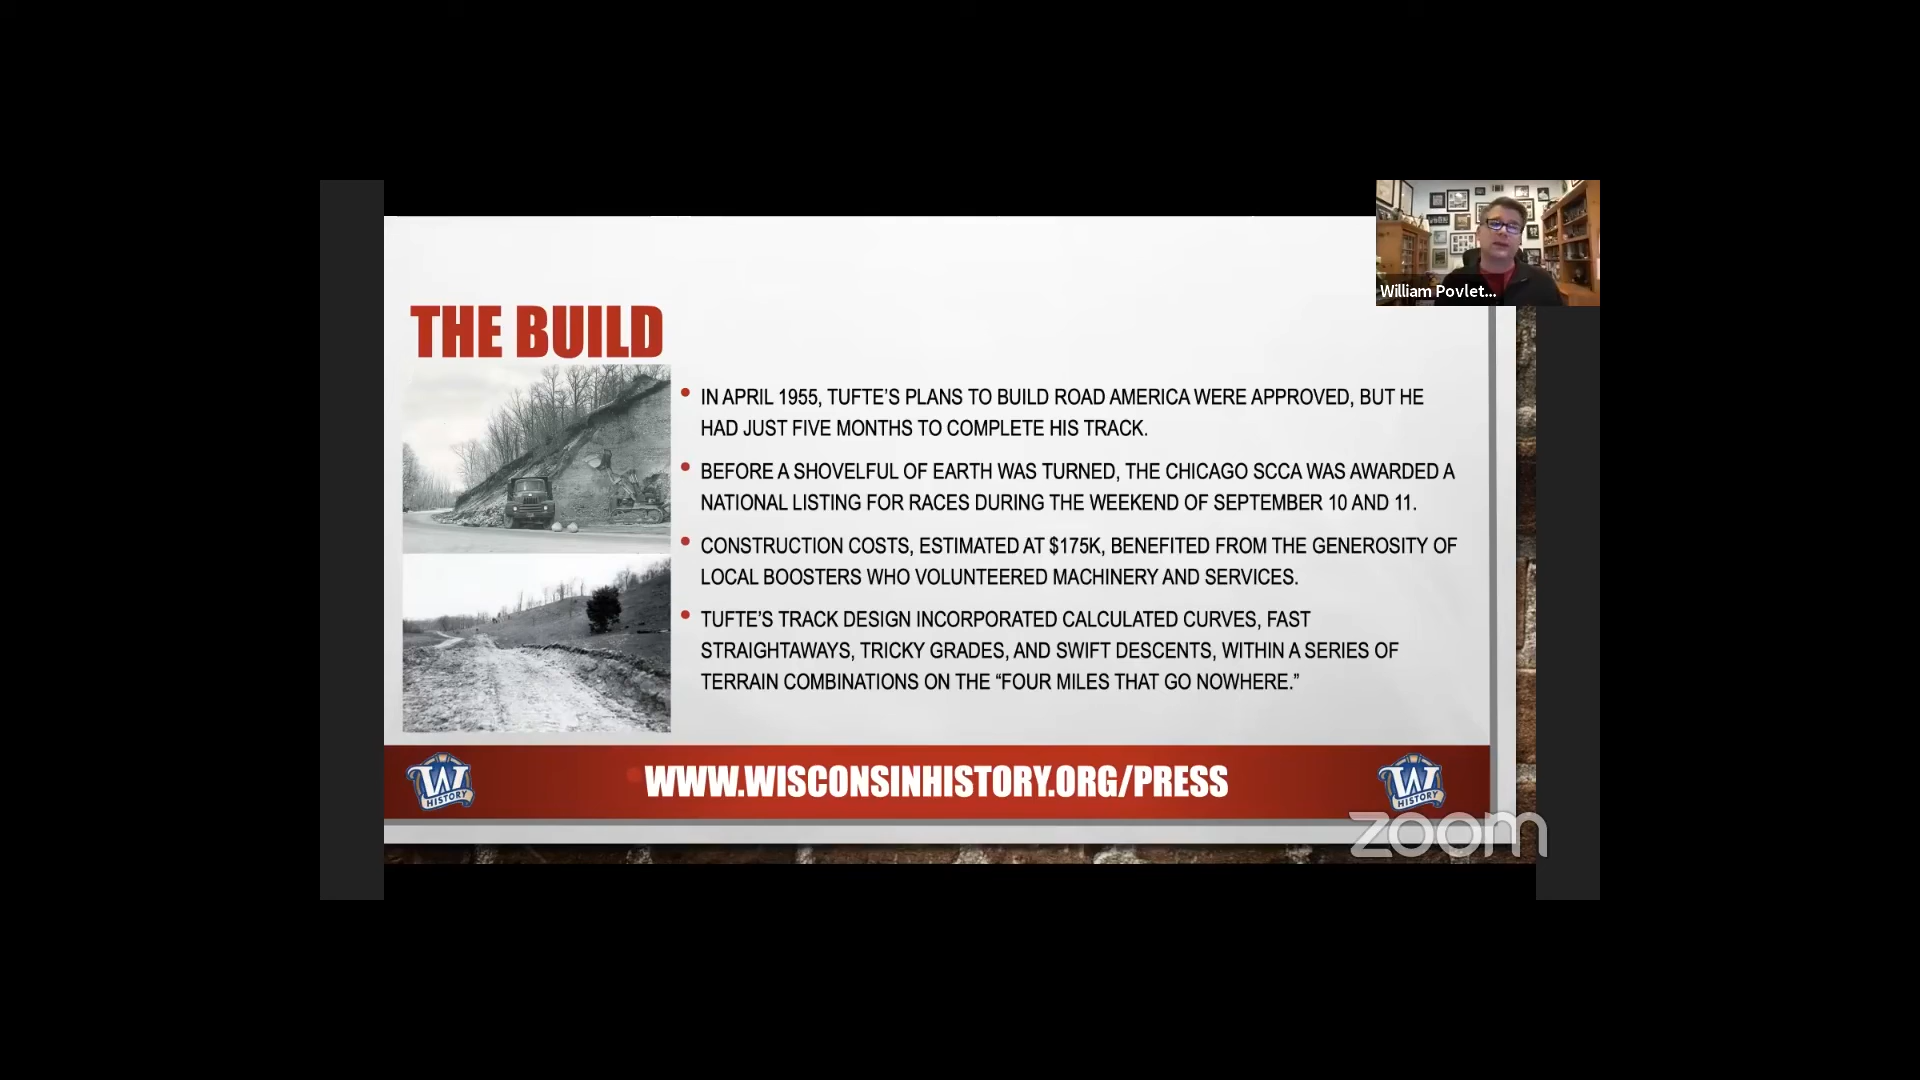 William Povlet...
THE BUILD
• IN APRIL 1955, TUFTE’S PLANS TO BUILD ROAD AMERICA WERE APPROVED, BUT HE
HAD JUST FIVE MONTHS TO COMPLETE HIS TRACK.
• BEFORE A SHOVELFUL OF EARTH WAS TURNED, THE CHICAGO SCCA WAS AWARDED A
NATIONAL LISTING FOR RACES DURING THE WEEKEND OF SEPTEMBER 10 AND 11.
• CONSTRUCTION COSTS, ESTIMATED AT $175K, BENEFITED FROM THE GENEROSITY OF
LOCAL BOOSTERS WHO VOLUNTEERED MACHINERY AND SERVICES.
• TUFTE’S TRACK DESIGN INCORPORATED CALCULATED CURVES, FAST
STRAIGHTAWAYS, TRICKY GRADES, AND SWIFT DESCENTS, WITHIN A SERIES OF
TERRAIN COMBINATIONS ON THE “FOUR MILES THAT GO NOWHERE.”
W HISTORY
WWW.WISCONSINHISTORY.ORG/PRESS
W HISTORY
zoom